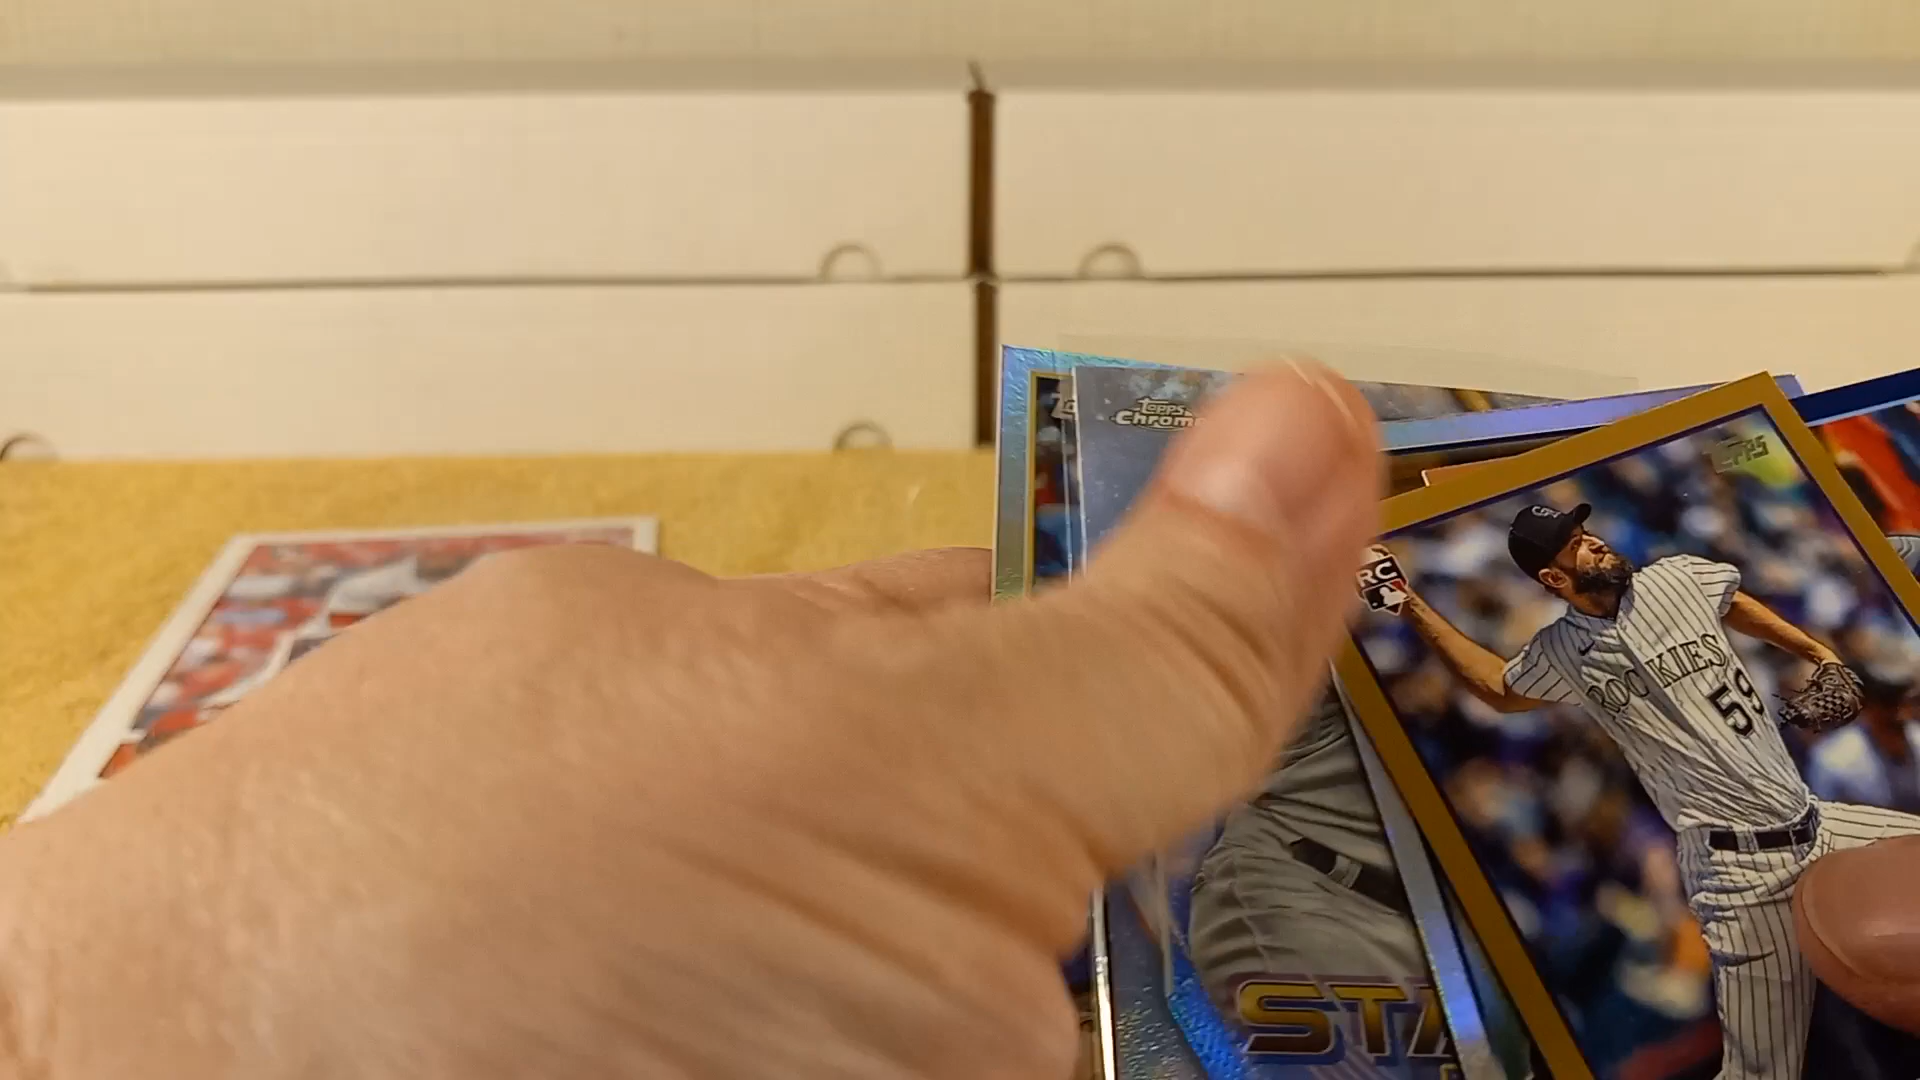 TOPPS
Chrome
TOPPS
RC
ROCKIES
59
STA